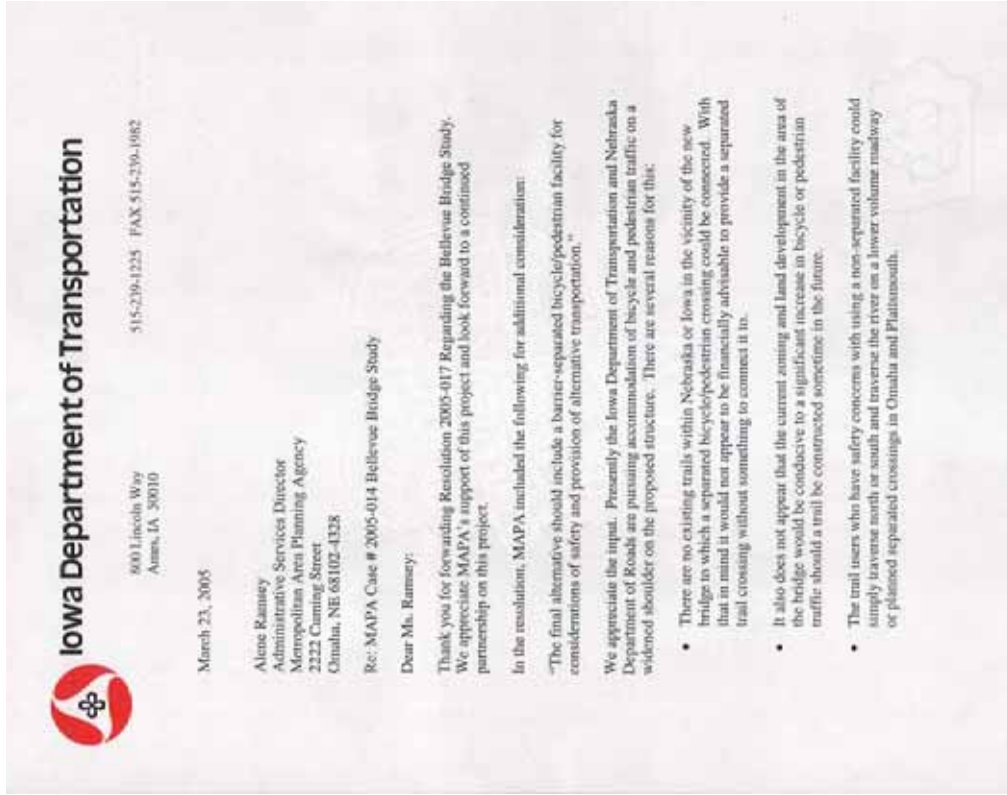 Iowa Department of Transportation
800 Lincoln Way 515-239-1225 FAX 515-239-1982
Ames, IA 50010
March 23, 2005
Alene Ramsey
Administrative Services Director
Metropolitan Area Planning Agency
2222 Cuming Street
Omaha, NE 68102-4328
Re: MAPA Case # 2005-014 Bellevue Bridge Study
Dear Ms. Ramsey:
Thank you for forwarding Resolution 2005-017 Regarding the Bellevue Bridge Study.
We appreciate MAPA's support of this project and look forward to a continued
partnership on this project.
In the resolution, MAPA included the following for additional consideration:
"The final alternative should include a barrier-separated bicycle/pedestrian facility for
considerations of safety and provision of alternative transportation."
We appreciate the input. Presently the Iowa Department of Transportation and Nebraska
Department of Roads are pursuing accommodation of bicycle and pedestrian traffic on a
widened shoulder on the proposed structure. There are several reasons for this:
• There are no existing trails within Nebraska or Iowa in the vicinity of the new
bridge to which a separated bicycle/pedestrian crossing could be connected. With
that in mind it would not appear to be financially advisable to provide a separated
trail crossing without something to connect it to.
• It also does not appear that the current zoning and land development in the area of
the bridge would be conducive to a significant increase in bicycle or pedestrian
traffic should a trail be constructed sometime in the future.
• The trail users who have safety concerns with using a non-separated facility could
simply traverse north or south and traverse the river on a lower volume roadway
or planned separated crossings in Omaha and Plattsmouth.